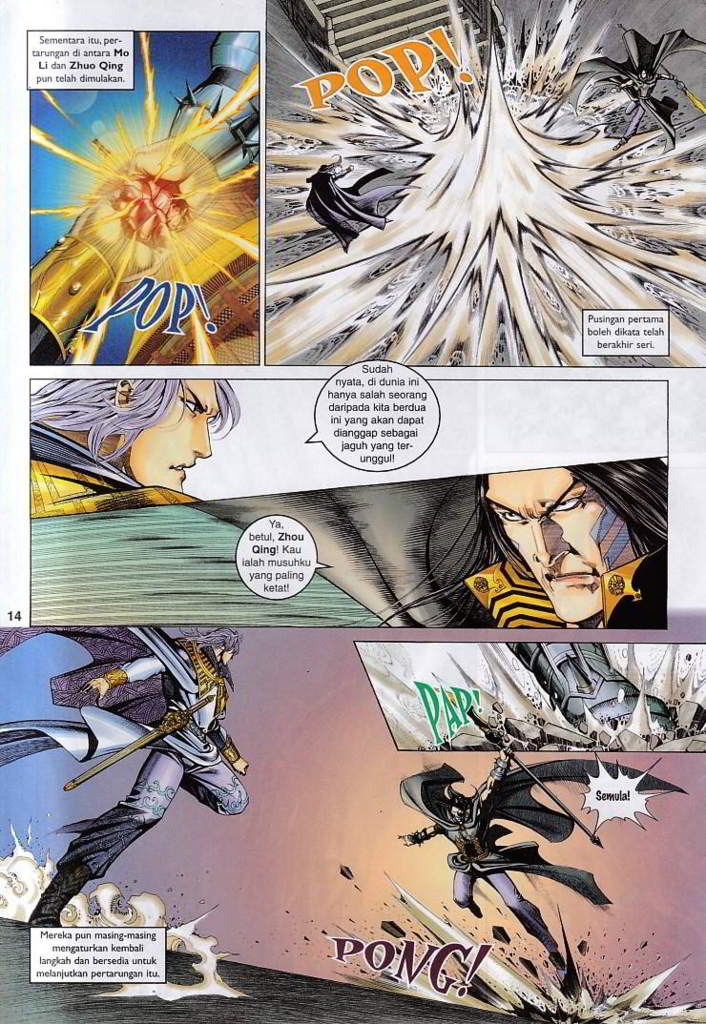 Sementara itu, per-
tarungan di antara Mo
Li dan Zhuo Qing
pun telah dimulakan.
POP!
POP!
Pusingan pertama
boleh dikata telah
berakhir seri.
Sudah
nyata, di dunia ini
hanya salah seorang
daripada kita berdua
ini yang akan dapat
dianggap sebagai
jaguh yang ter-
unggul!
Ya,
betul, Zhou
Qing! Kau
ialah musuhku
yang paling
ketat!
14
PAP!
Semula!
Mereka pun masing-masing
mengaturkan kembali
langkah dan bersedia untuk
melanjutkan pertarungan itu.
PONG!